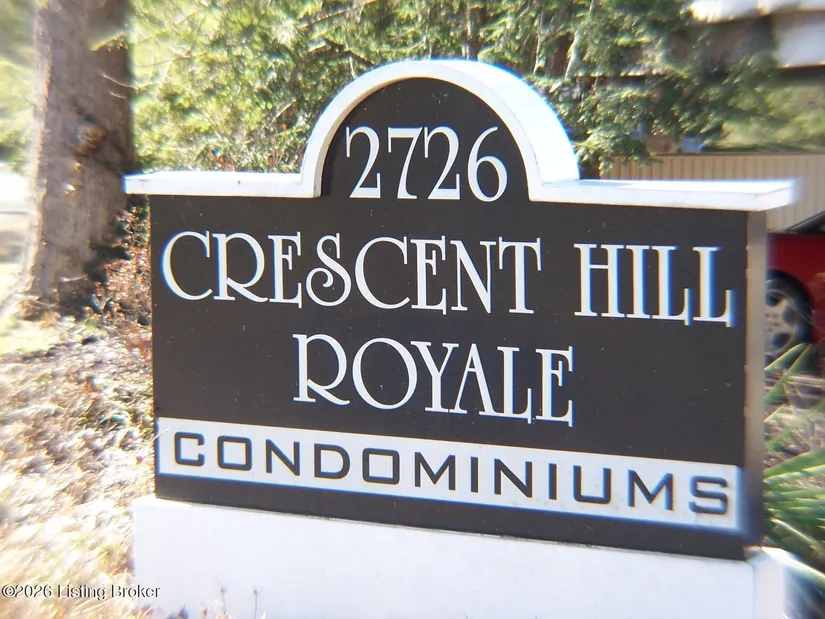 2726
CRESCENT HILL
ROYALE
CONDOMINIUMS
©2026 Listing Broker